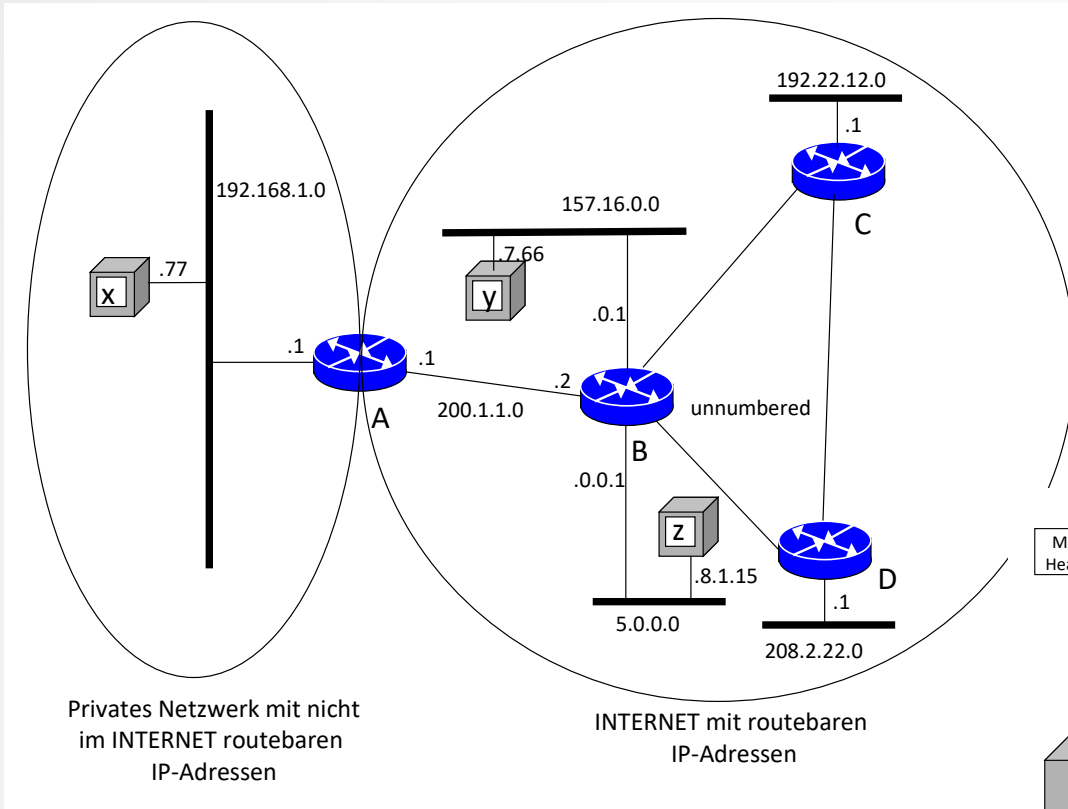 192.22.12.0
.1
C
192.168.1.0
157.16.0.0
.7.66
y
.77
x
.0.1
.1
.1
A
200.1.1.0
.2
B
unnumbered
.0.0.1
z
.8.1.15
5.0.0.0
D
.1
208.2.22.0
Privates Netzwerk mit nicht
im INTERNET routebaren
IP-Adressen
INTERNET mit routebaren
IP-Adressen